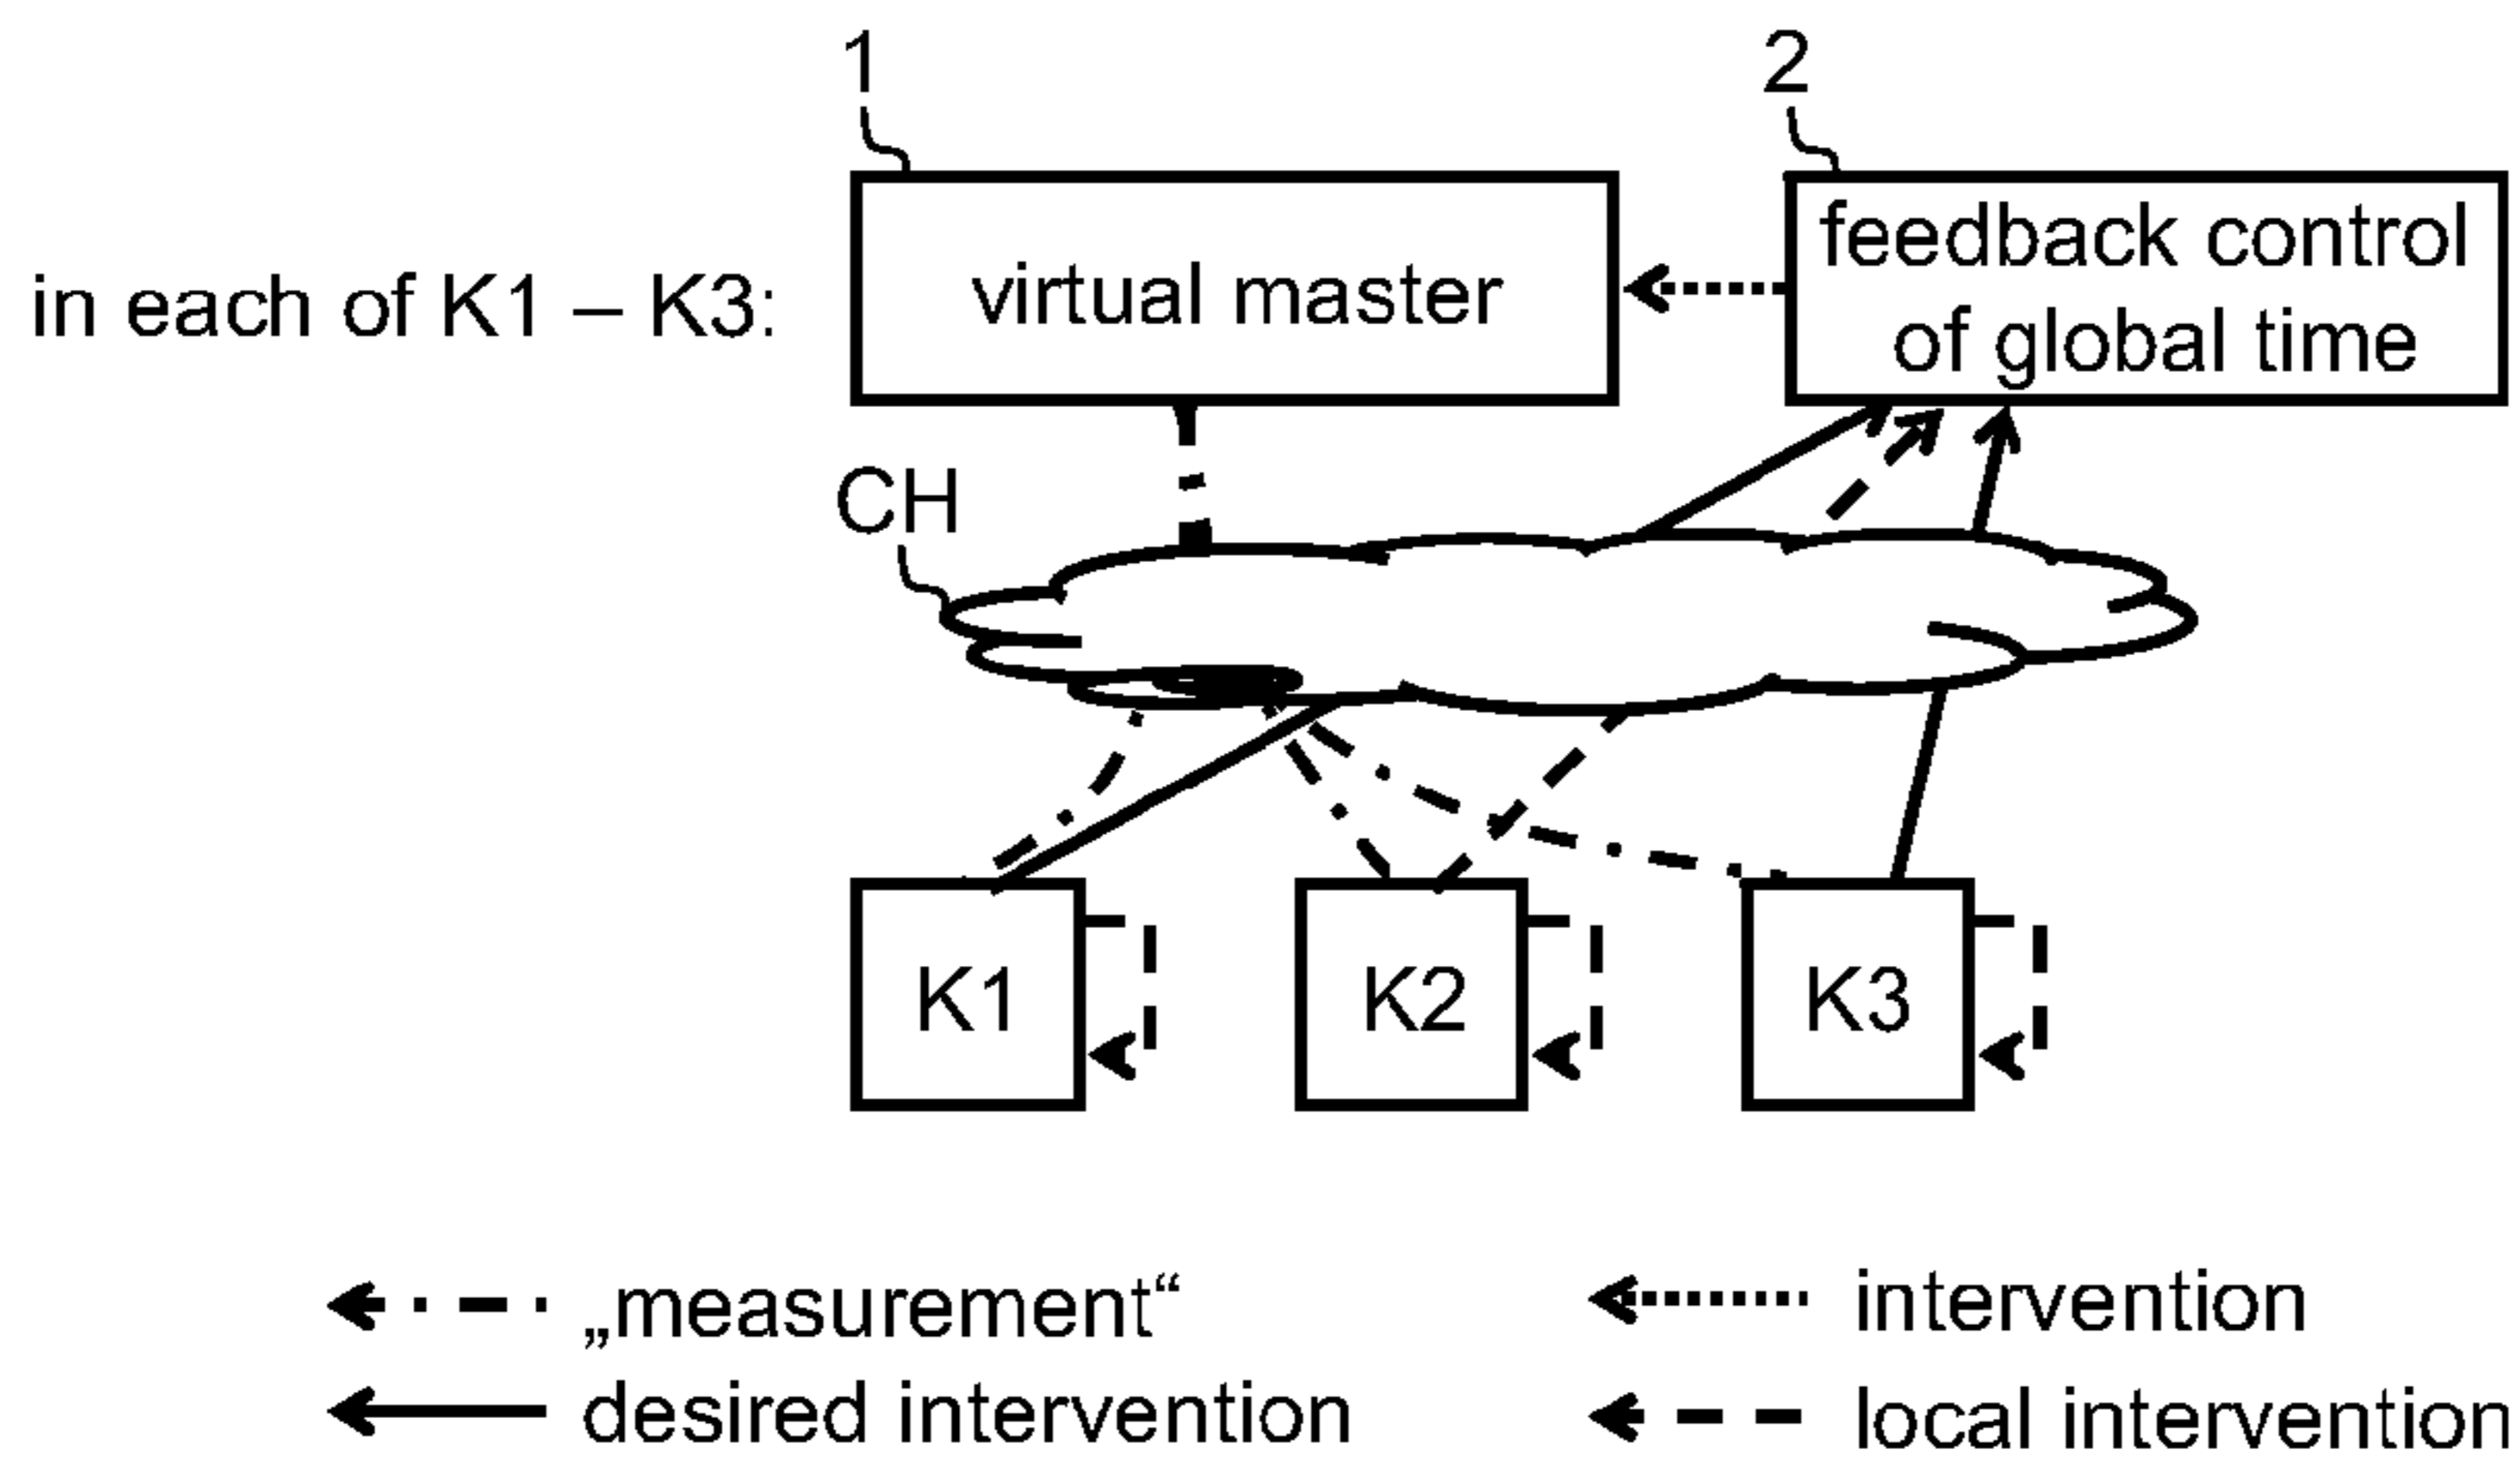 1
2
in each of K1 – K3:
virtual master
feedback control
of global time
CH
K1
K2
K3
„measurement“
intervention
desired intervention
local intervention